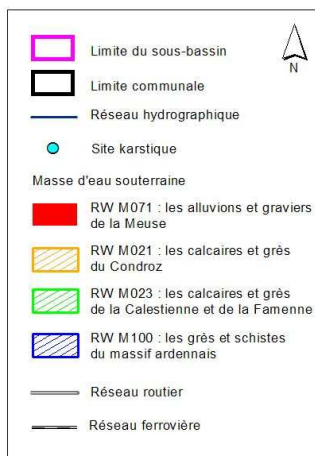 Limite du sous-bassin
N
Limite communale
Réseau hydrographique
Site karstique
Masse d'eau souterraine
RW M071 : les alluvions et graviers
de la Meuse
RW M021 : les calcaires et grès
du Condroz
RW M023 : les calcaires et grès
de la Calestienne et de la Famenne
RW M100 : les grès et schistes
du massif ardennais
Réseau routier
Réseau ferrovière